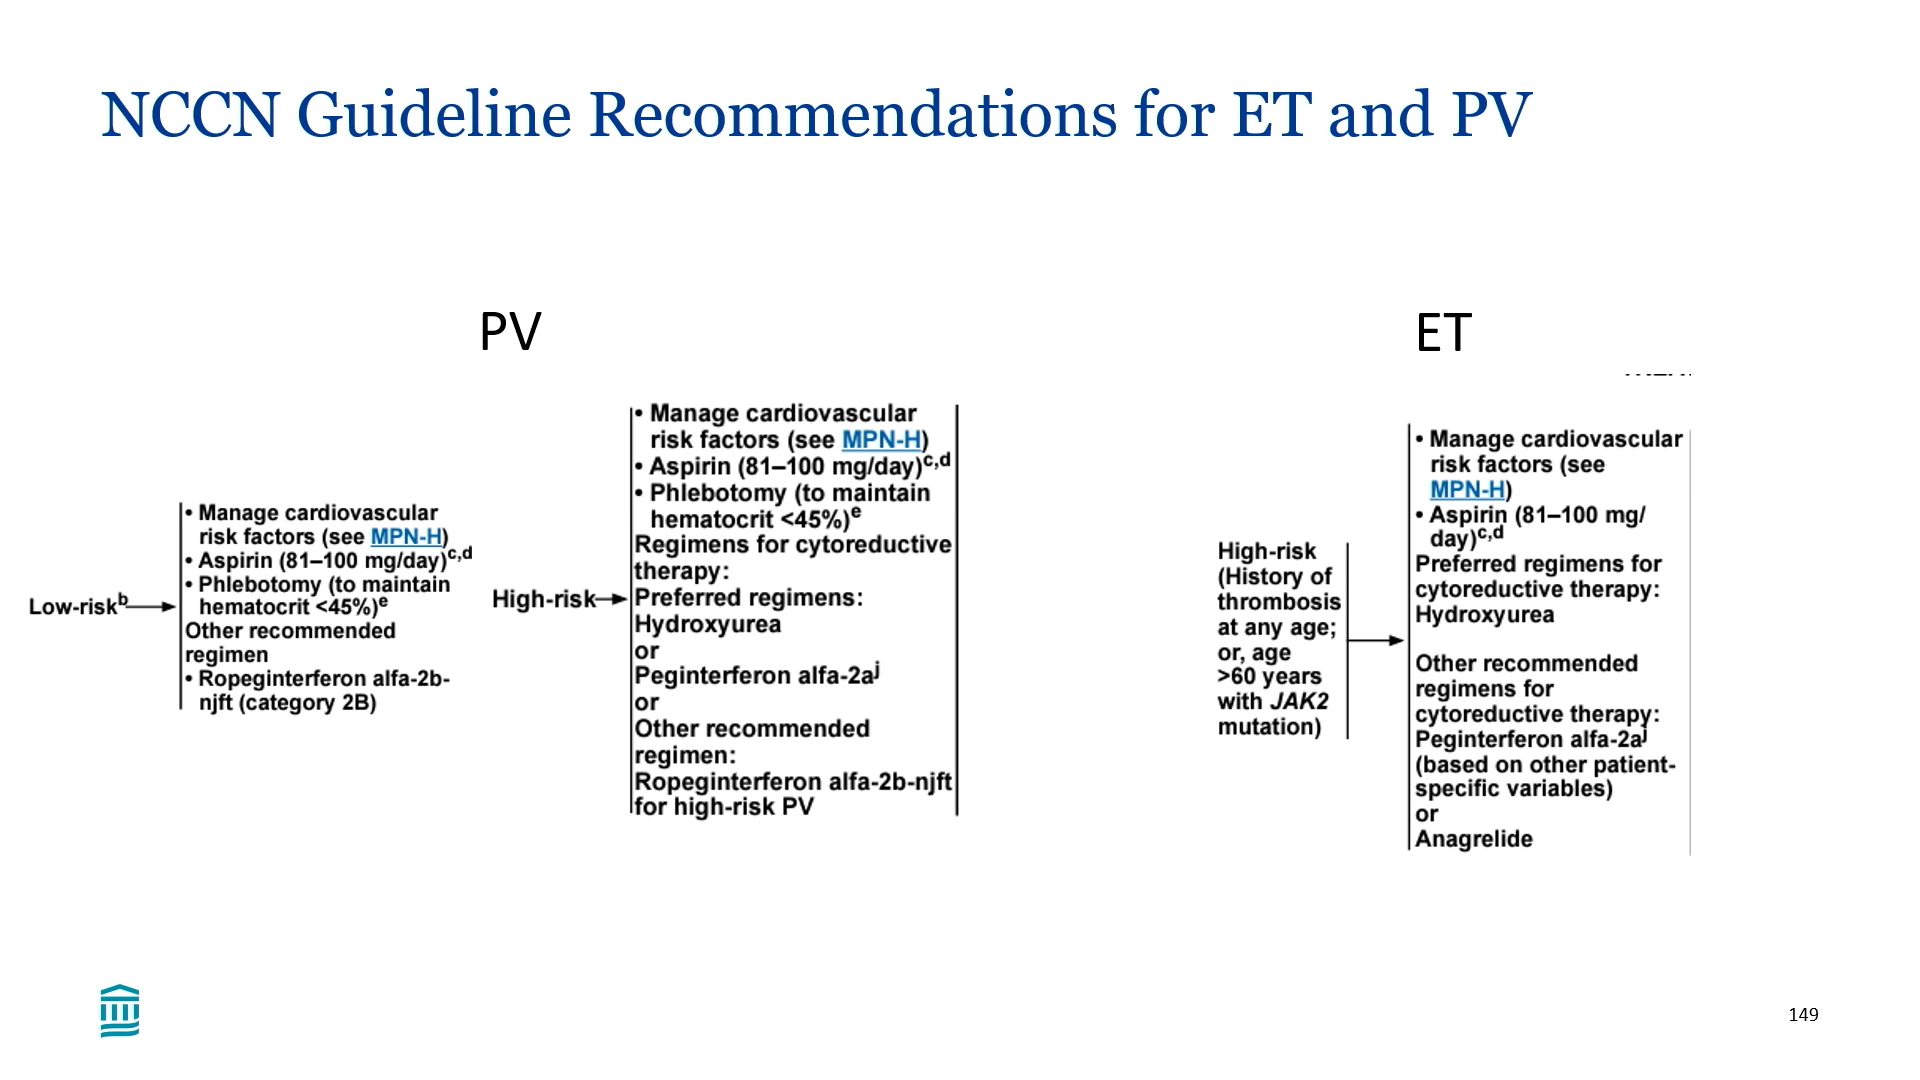 NCCN Guideline Recommendations for ET and PV
PV
Low-risk^b
• Manage cardiovascular
risk factors (see MPN-H)
• Aspirin (81–100 mg/day)^c,d
• Phlebotomy (to maintain
hematocrit <45%)^e
Other recommended
regimen
• Ropeginterferon alfa-2b-
njft (category 2B)
High-risk
• Manage cardiovascular
risk factors (see MPN-H)
• Aspirin (81–100 mg/day)^c,d
• Phlebotomy (to maintain
hematocrit <45%)^e
Regimens for cytoreductive
therapy:
Preferred regimens:
Hydroxyurea
or
Peginterferon alfa-2a^j
or
Other recommended
regimen:
Ropeginterferon alfa-2b-njft
for high-risk PV
ET
High-risk
(History of
thrombosis
at any age;
or, age
>60 years
with JAK2
mutation)
• Manage cardiovascular
risk factors (see
MPN-H)
• Aspirin (81–100 mg/
day)^c,d
Preferred regimens for
cytoreductive therapy:
Hydroxyurea
Other recommended
regimens for
cytoreductive therapy:
Peginterferon alfa-2a^j
(based on other patient-
specific variables)
or
Anagrelide
149